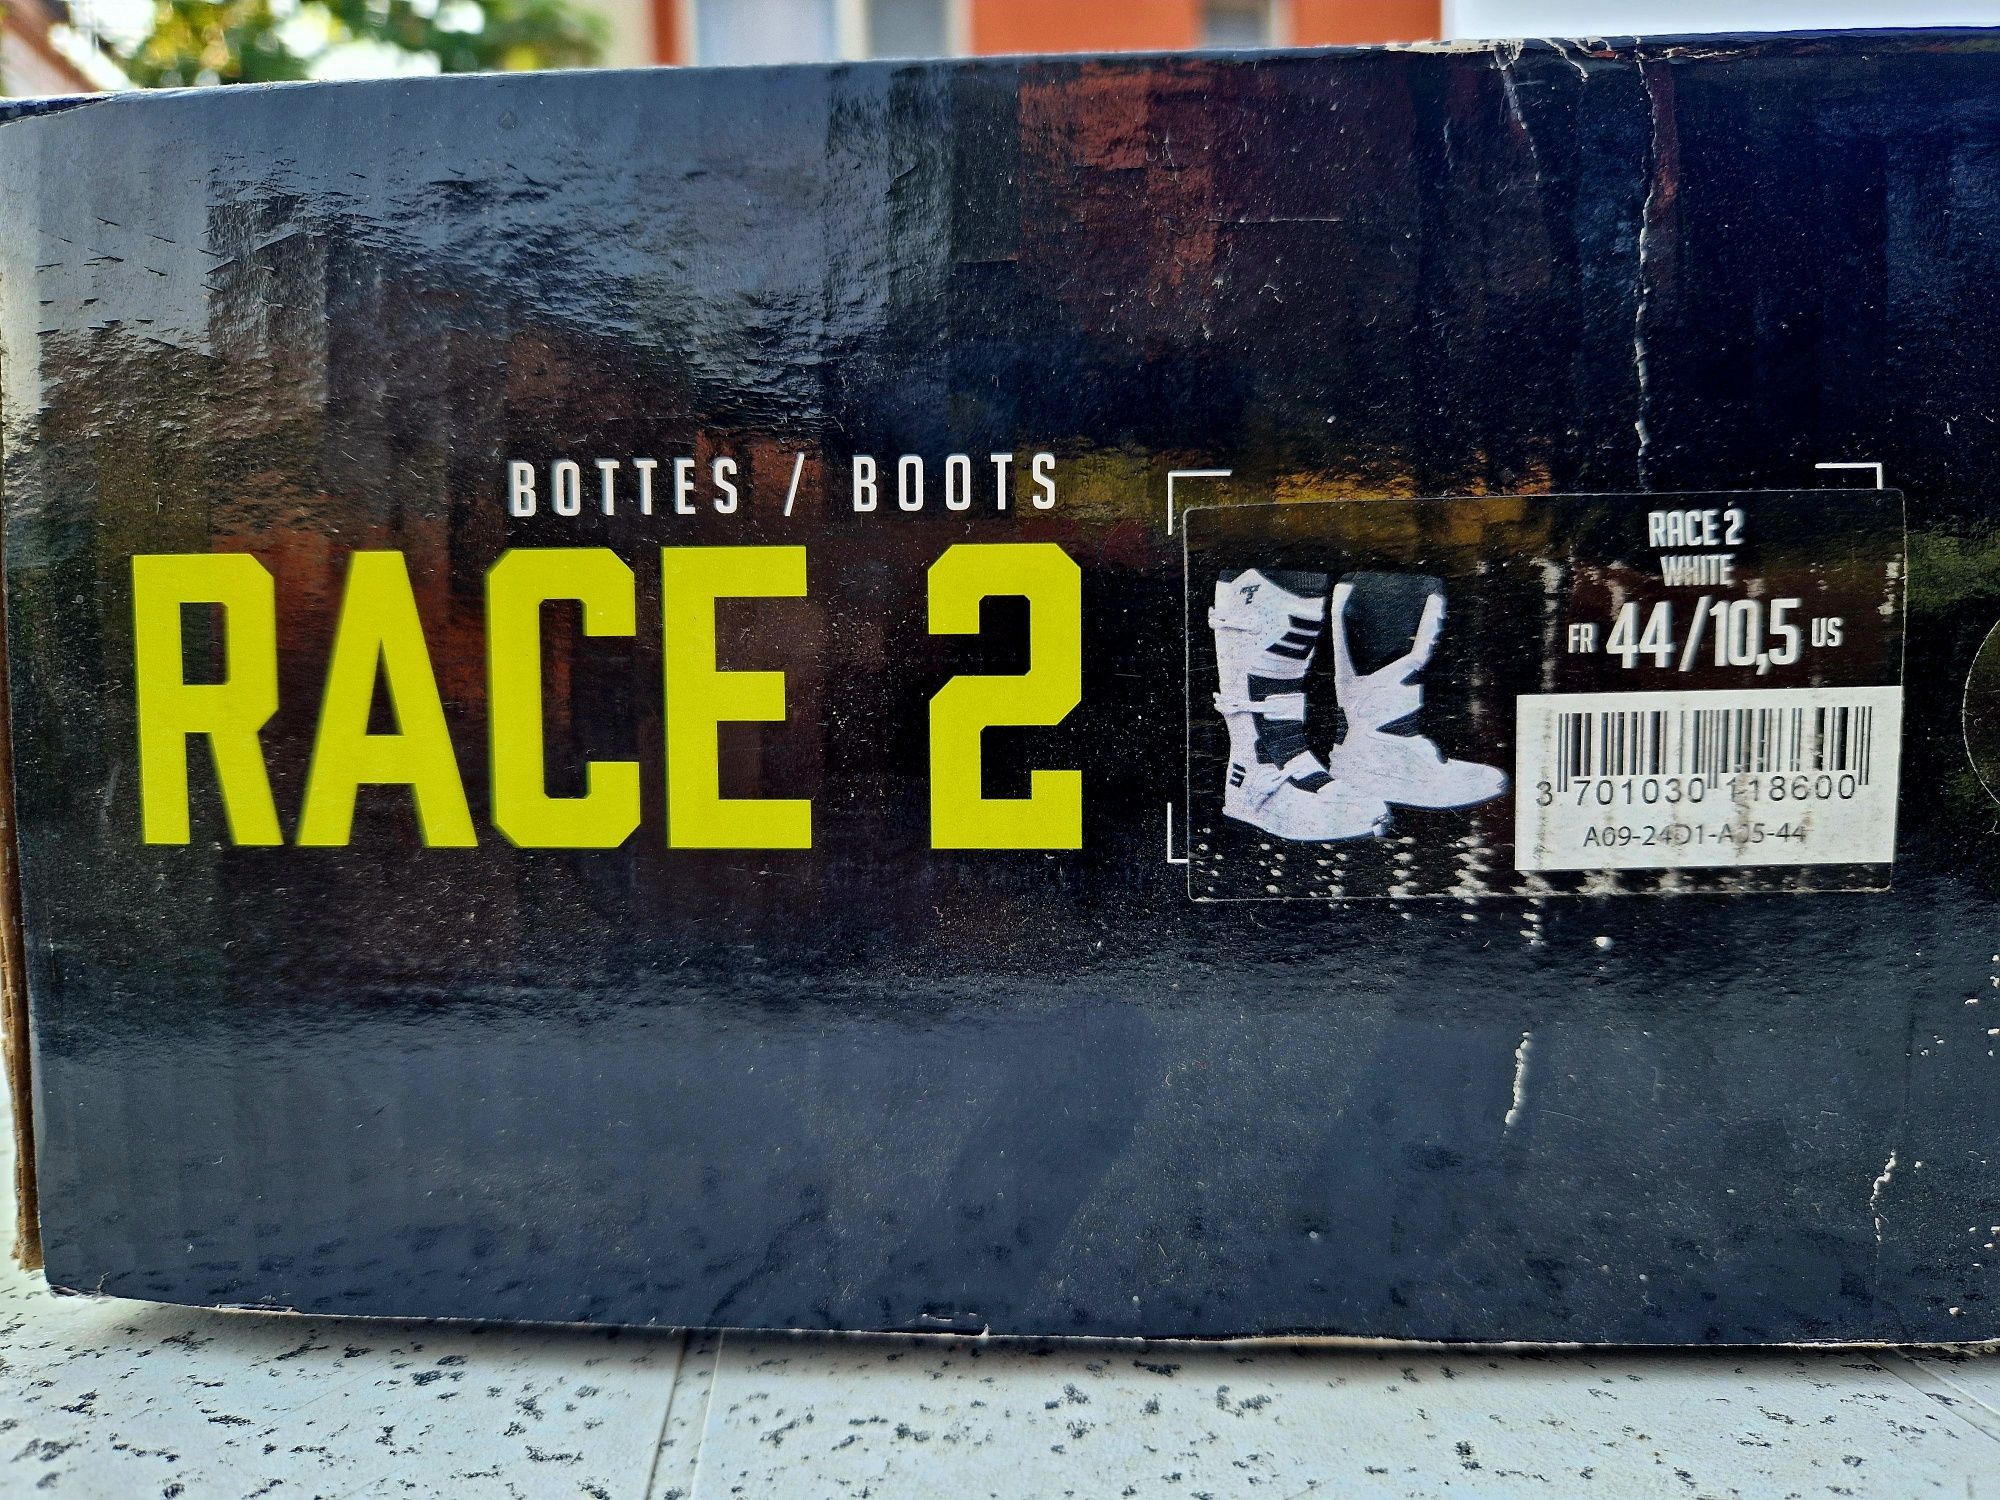 BOTTES / BOOTS
RACE 2
RACE 2
WHITE
FR 44/10,5 US
3 701030 118600